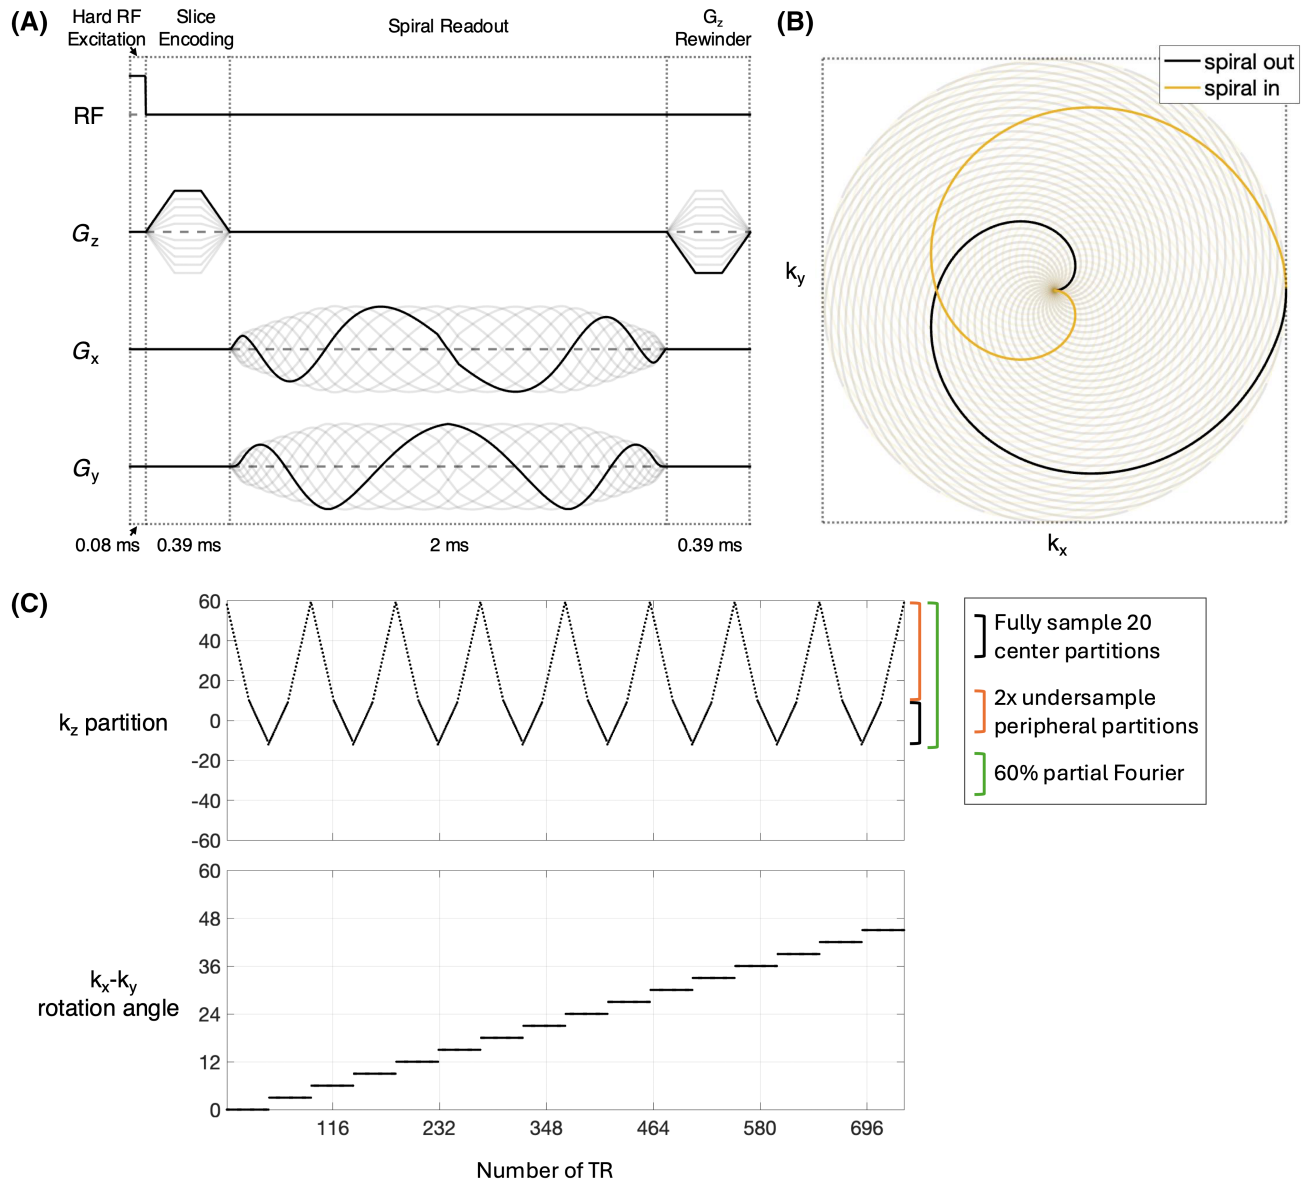 (A)
Hard RF
Excitation
Slice
Encoding
Spiral Readout
Gz
Rewinder
RF
Gz
Gx
Gy
0.08 ms
0.39 ms
2 ms
0.39 ms
(B)
spiral out
spiral in
ky
kx
(C)
60
40
20
0
-20
-40
-60
kz partition
Fully sample 20
center partitions
2x undersample
peripheral partitions
60% partial Fourier
60
48
36
24
12
0
kx-ky
rotation angle
116
232
348
464
580
696
Number of TR